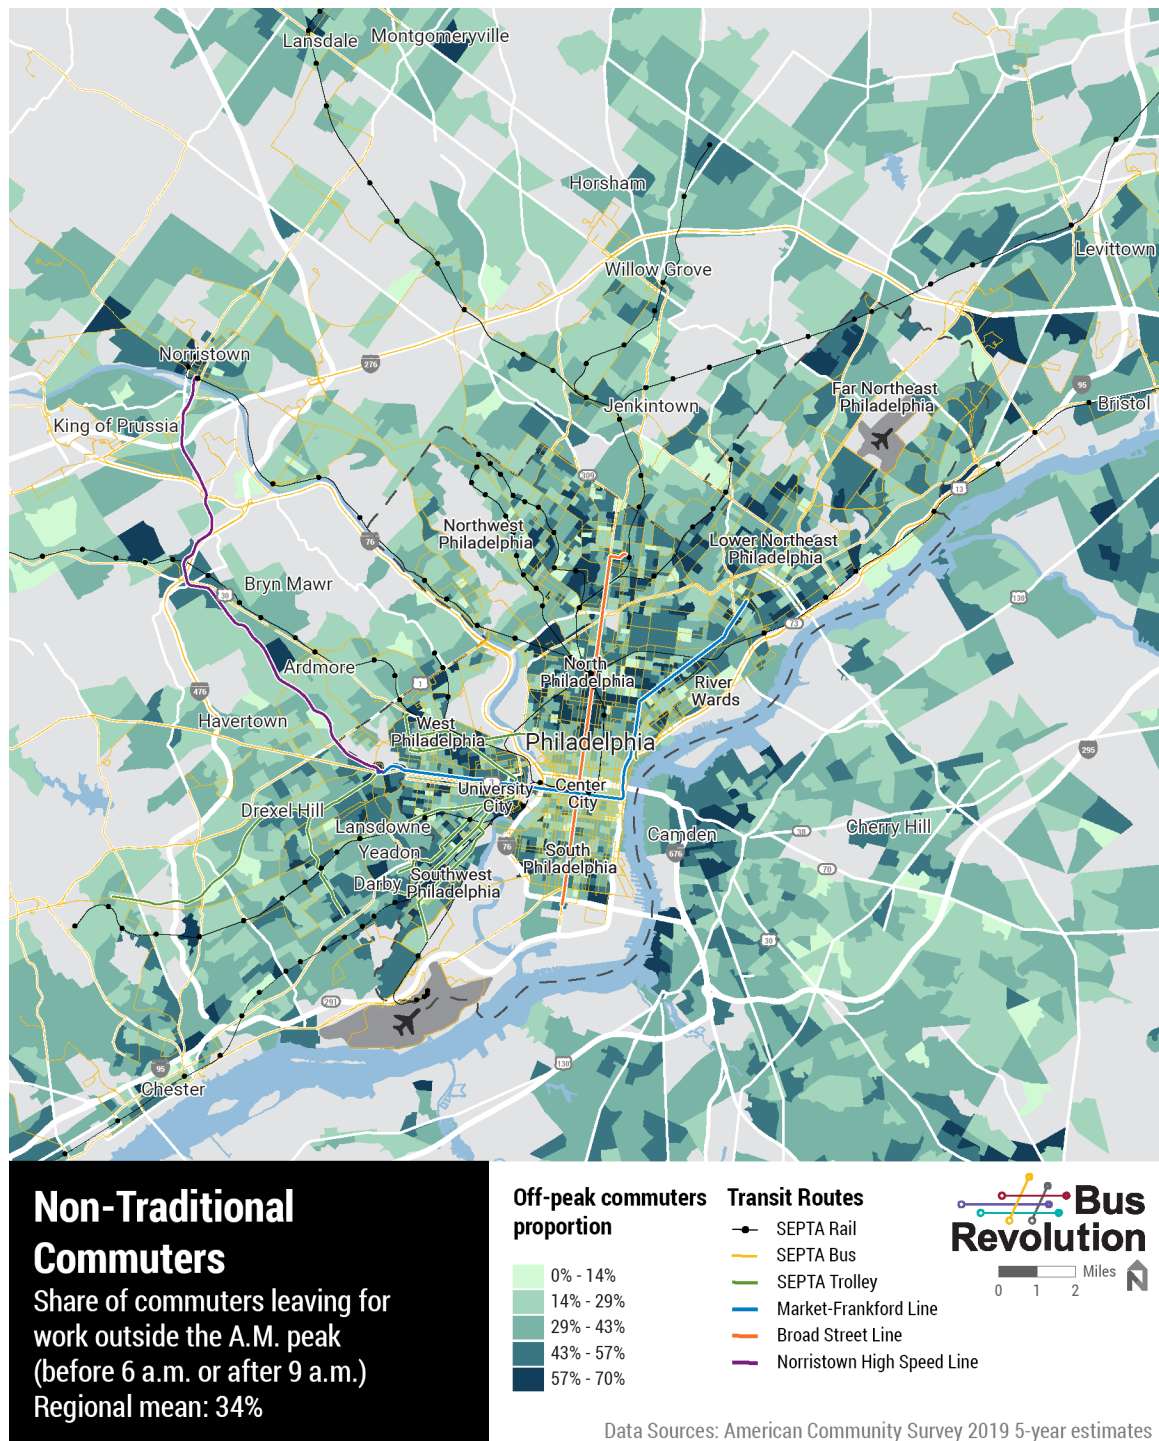 Lansdale
Montgomeryville
Horsham
Willow Grove
Levittown
Norristown
276
Far Northeast
Philadelphia
95
Bristol
Jenkintown
King of Prussia
309
13
Northwest
Philadelphia
Lower Northeast
Philadelphia
76
Bryn Mawr
30
130
73
Ardmore
North
Philadelphia
1
476
River
Wards
Havertown
West
Philadelphia
Philadelphia
295
University
City
Center
City
Drexel Hill
Lansdowne
Camden
38
Cherry Hill
Yeadon
76
South
Philadelphia
676
70
Darby
Southwest
Philadelphia
30
291
95
130
Chester
Non-Traditional
Commuters
Share of commuters leaving for
work outside the A.M. peak
(before 6 a.m. or after 9 a.m.)
Regional mean: 34%
Off-peak commuters
proportion
0% - 14%
14% - 29%
29% - 43%
43% - 57%
57% - 70%
Transit Routes
SEPTA Rail
SEPTA Bus
SEPTA Trolley
Market-Frankford Line
Broad Street Line
Norristown High Speed Line
Bus
Revolution
Miles
0 1 2
N
Data Sources: American Community Survey 2019 5-year estimates